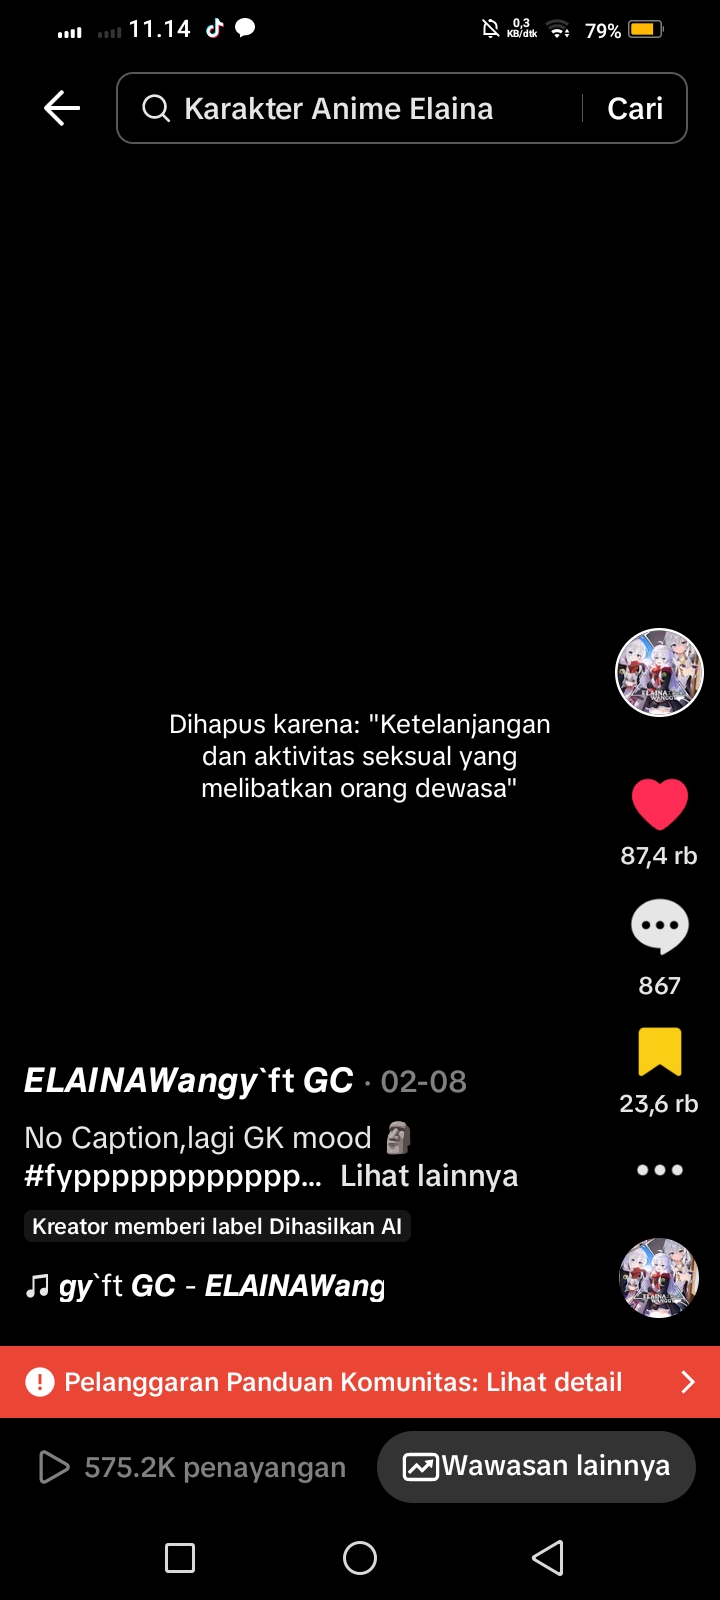 11.14
0,3
KB/dtk
79%
Karakter Anime Elaina
Cari
Dihapus karena: "Ketelanjangan
dan aktivitas seksual yang
melibatkan orang dewasa"
87,4 rb
867
23,6 rb
ELAINAWangy`ft GC · 02-08
No Caption,lagi GK mood 🗿
#fyppppppppppppp... Lihat lainnya
Kreator memberi label Dihasilkan AI
gy`ft GC - ELAINAWang
Pelanggaran Panduan Komunitas: Lihat detail
575.2K penayangan
Wawasan lainnya